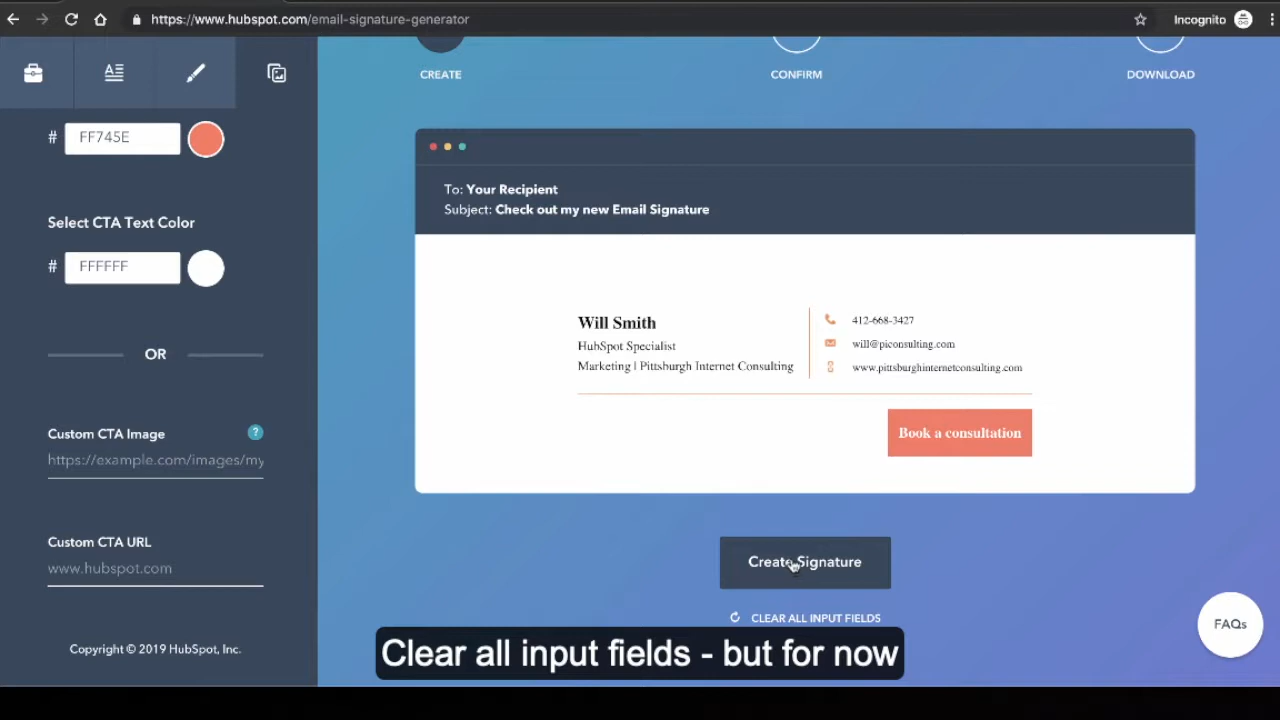 https://www.hubspot.com/email-signature-generator
Incognito
# FF745E
Select CTA Text Color
# FFFFFF
OR
Custom CTA Image ?
https://example.com/images/my
Custom CTA URL
www.hubspot.com
Copyright © 2019 HubSpot, Inc.
CREATE
CONFIRM
DOWNLOAD
To: Your Recipient
Subject: Check out my new Email Signature
Will Smith
HubSpot Specialist
Marketing | Pittsburgh Internet Consulting
412-668-3427
will@piconsulting.com
www.pittsburghinternetconsulting.com
Book a consultation
Create Signature
CLEAR ALL INPUT FIELDS
FAQs
Clear all input fields - but for now